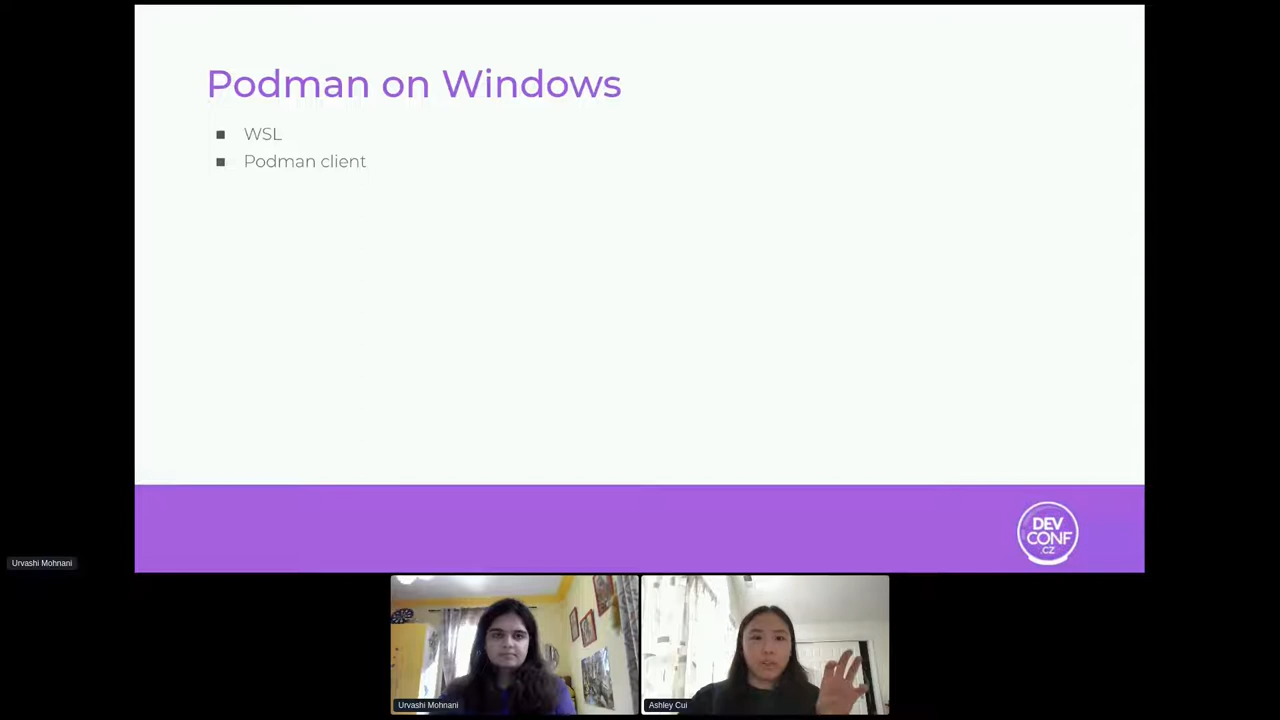 Podman on Windows
WSL
Podman client
DEV
CONF
.CZ
Urvashi Mohnani
Urvashi Mohnani
Ashley Cui